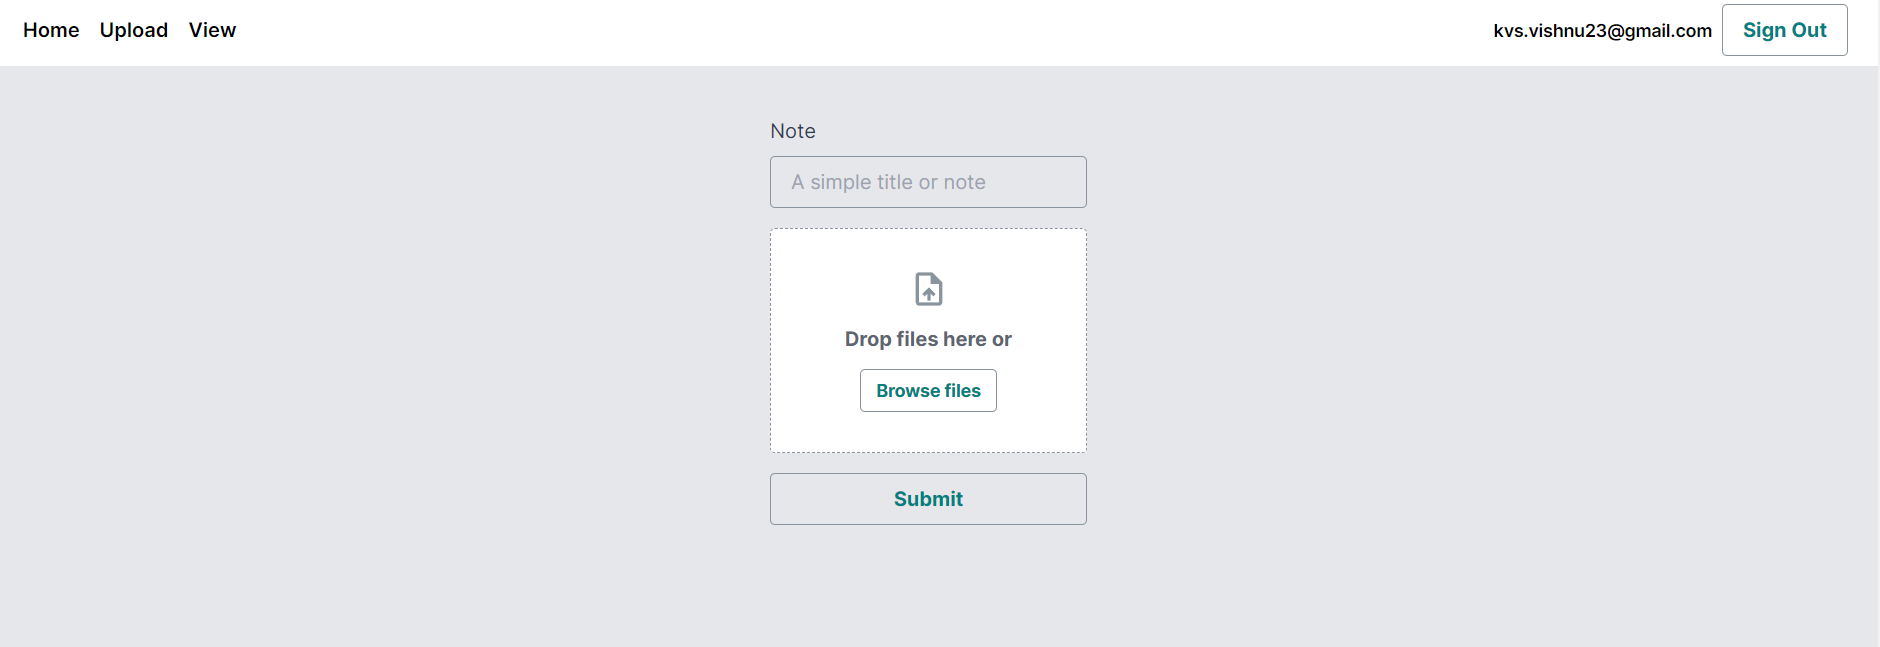 Home Upload View kvs.vishnu23@gmail.com Sign Out
Note
A simple title or note
Drop files here or
Browse files
Submit